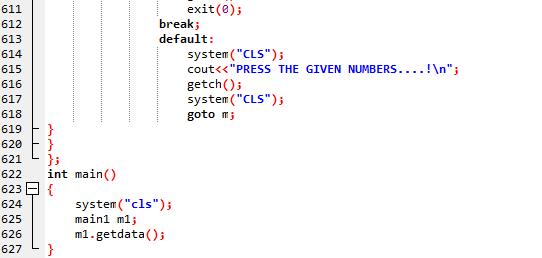 611 exit(0);
612 break;
613 default:
614 system("CLS");
615 cout<<"PRESS THE GIVEN NUMBERS....!\n";
616 getch();
617 system("CLS");
618 goto m;
619 }
620 }
621 };
622 int main()
623 {
624 system("cls");
625 main1 m1;
626 m1.getdata();
627 }